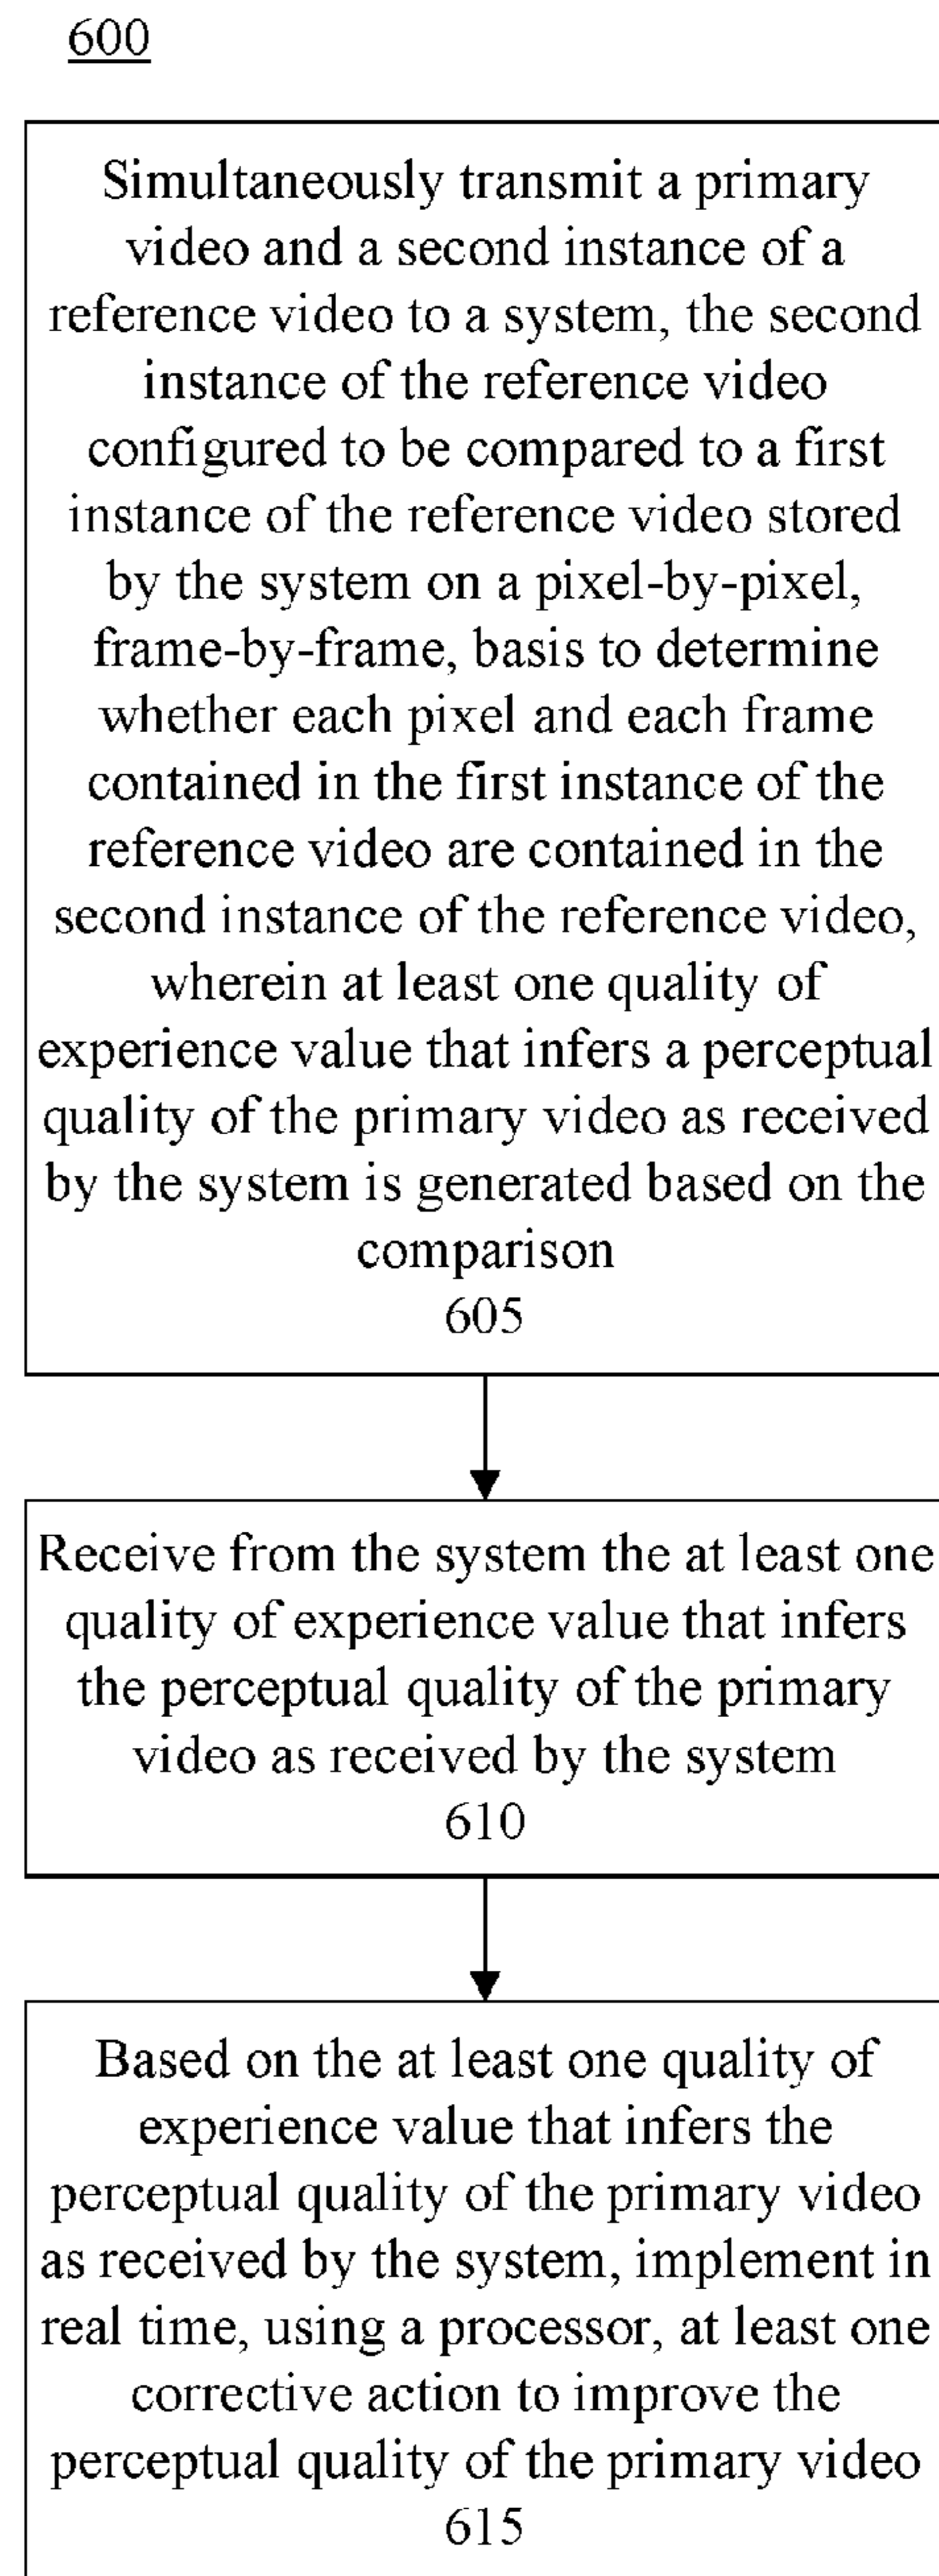 600
Simultaneously transmit a primary
video and a second instance of a
reference video to a system, the second
instance of the reference video
configured to be compared to a first
instance of the reference video stored
by the system on a pixel-by-pixel,
frame-by-frame, basis to determine
whether each pixel and each frame
contained in the first instance of the
reference video are contained in the
second instance of the reference video,
wherein at least one quality of
experience value that infers a perceptual
quality of the primary video as received
by the system is generated based on the
comparison
605
Receive from the system the at least one
quality of experience value that infers
the perceptual quality of the primary
video as received by the system
610
Based on the at least one quality of
experience value that infers the
perceptual quality of the primary video
as received by the system, implement in
real time, using a processor, at least one
corrective action to improve the
perceptual quality of the primary video
615